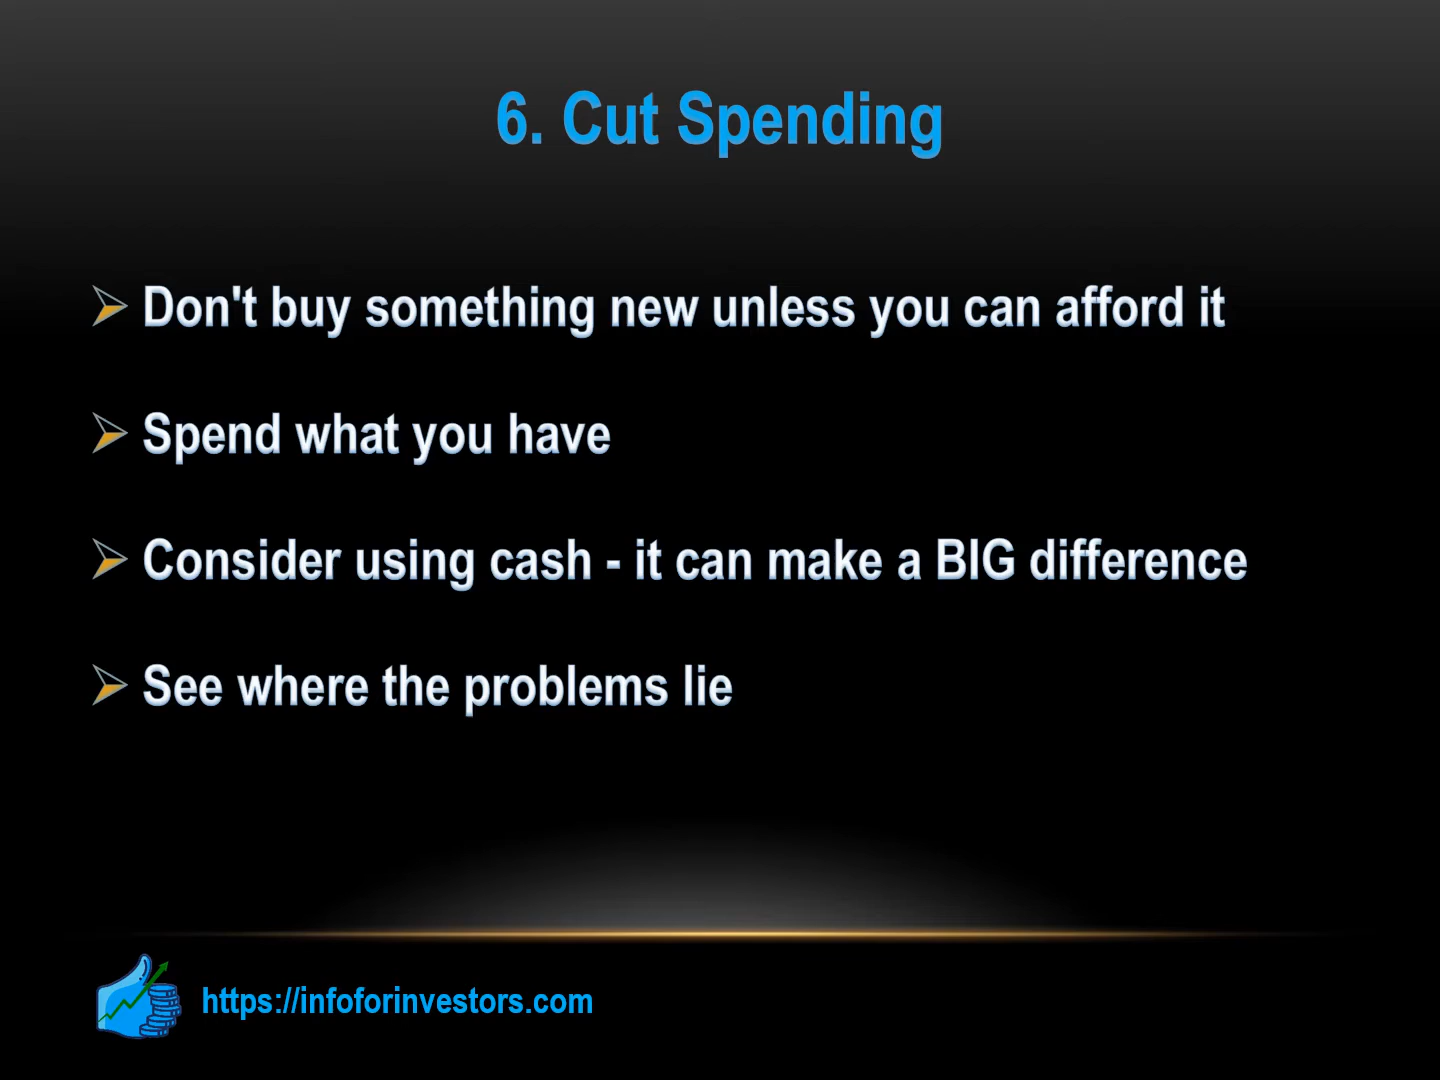 6. Cut Spending
Don't buy something new unless you can afford it
Spend what you have
Consider using cash - it can make a BIG difference
See where the problems lie
https://infoforinvestors.com